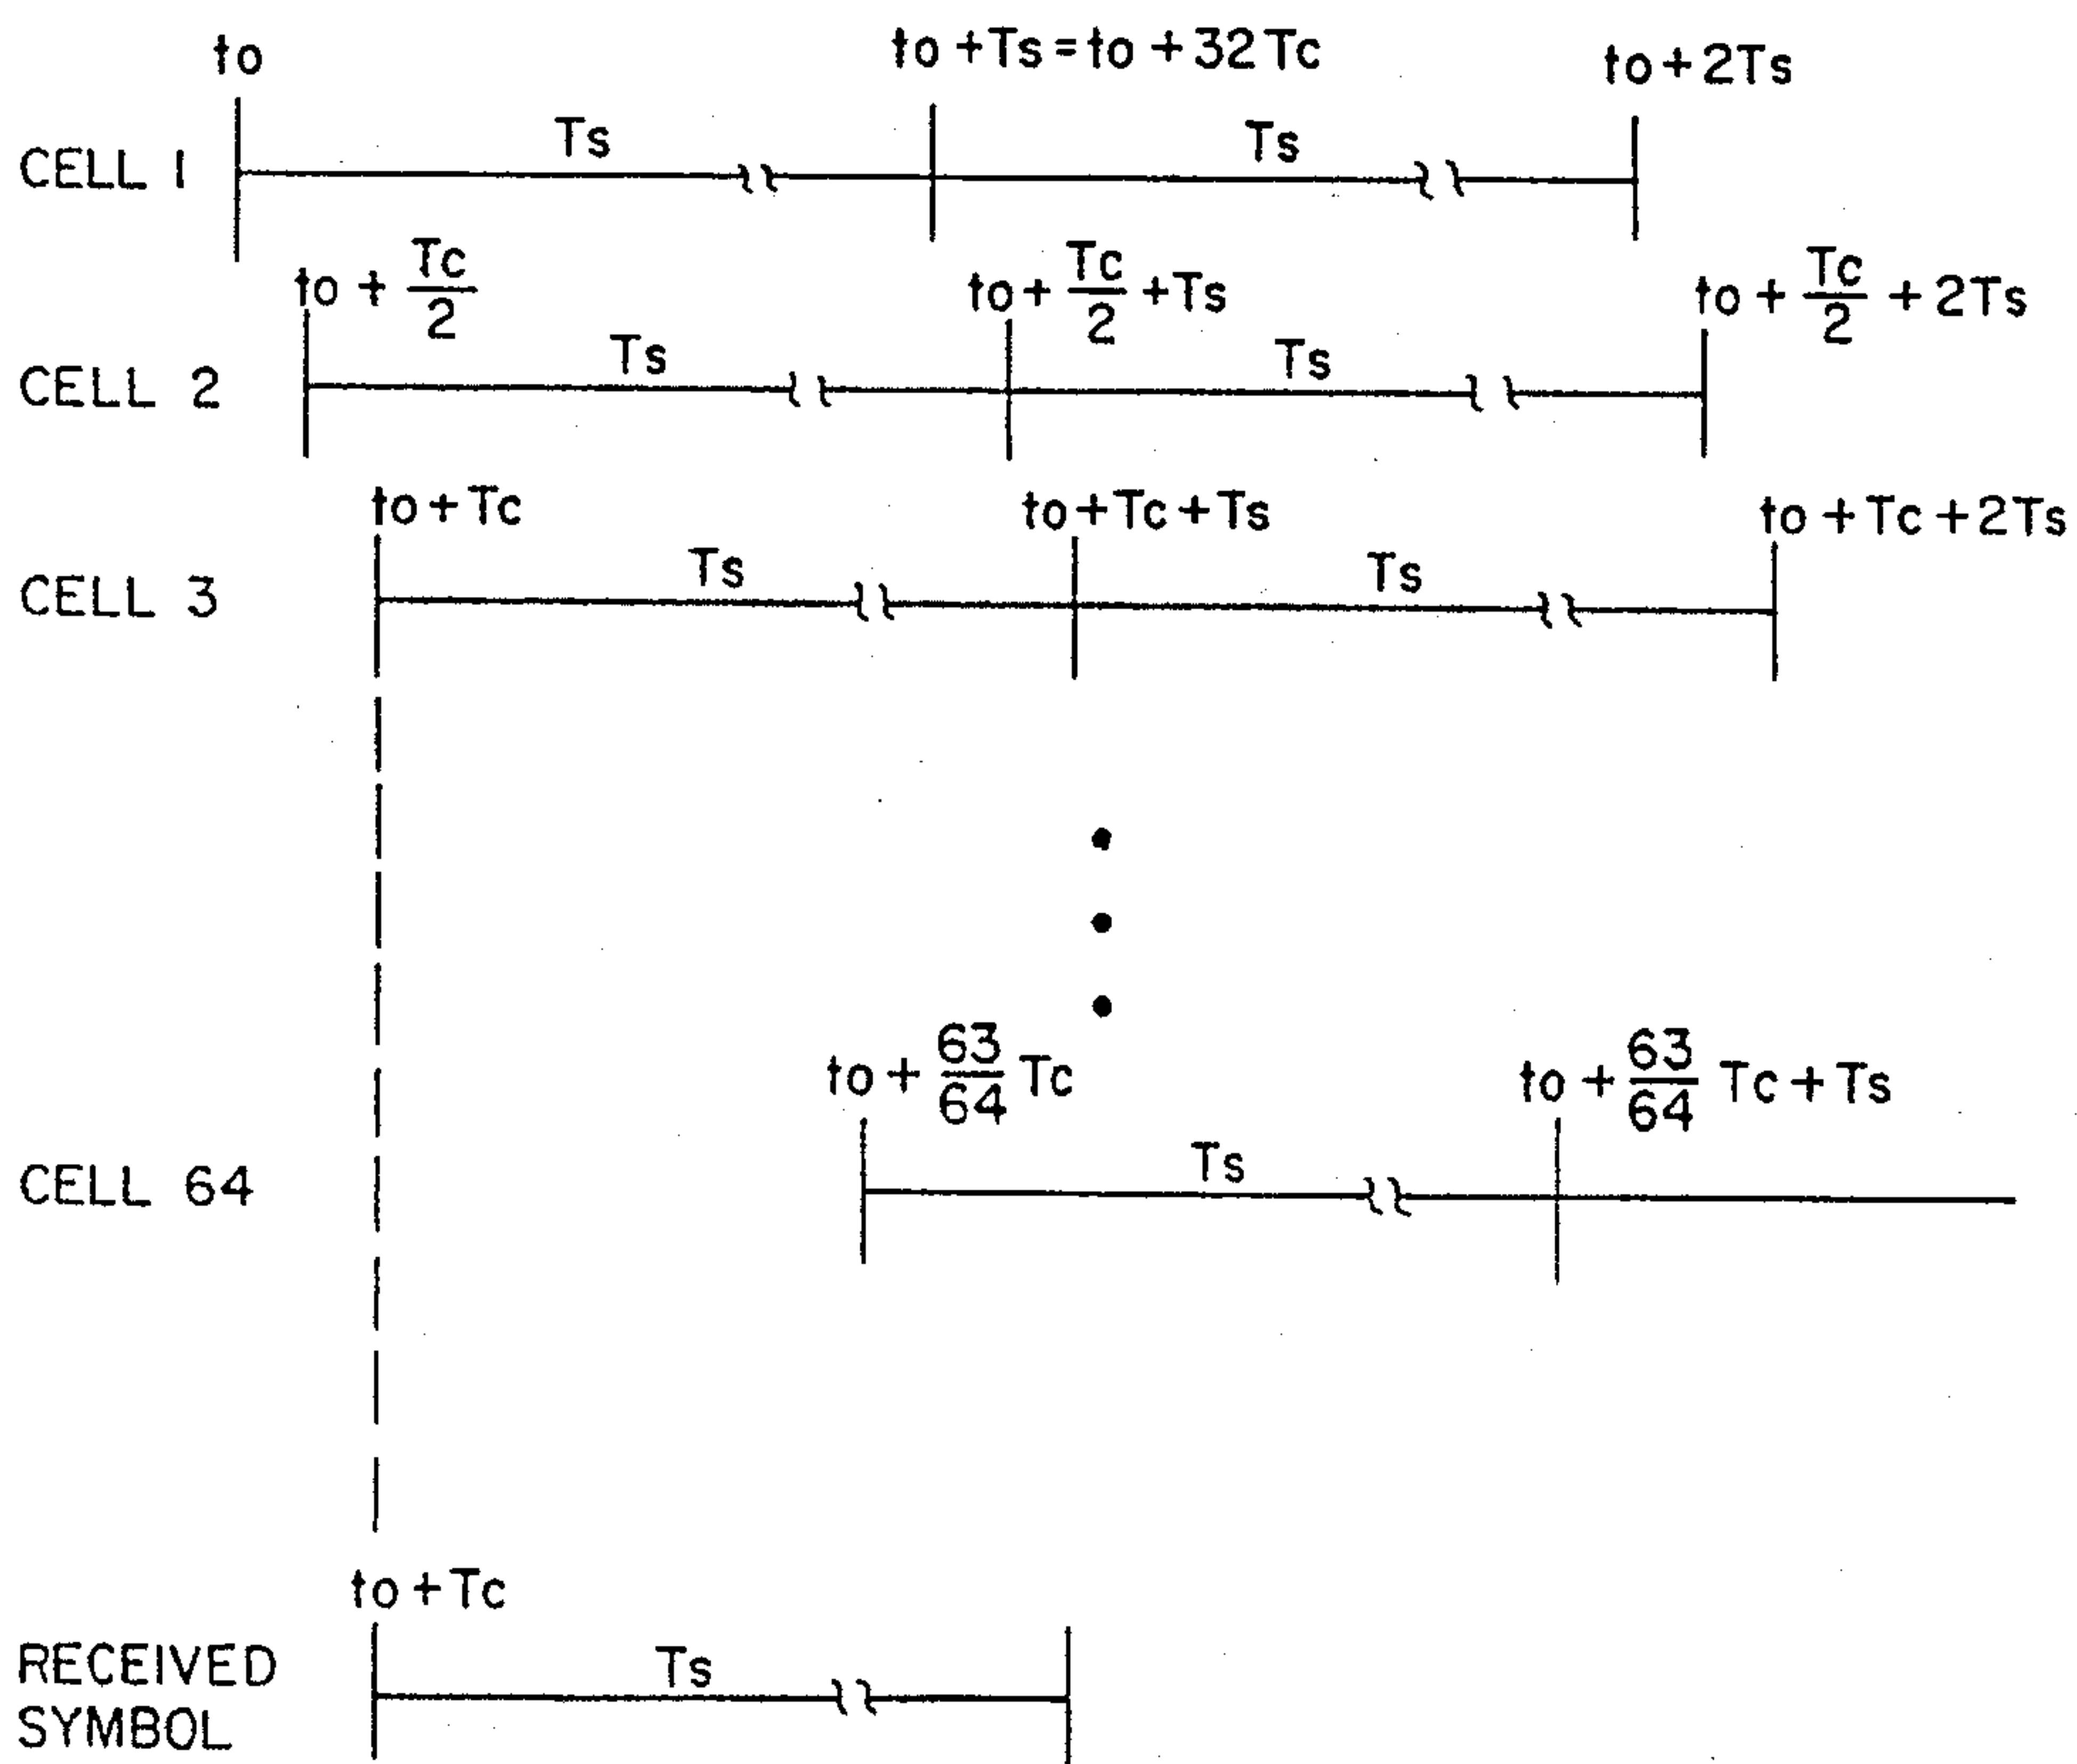 to
to + Ts = to + 32Tc
to + 2Ts
CELL 1
Ts
Ts
to + Tc/2
to + Tc/2 + Ts
to + Tc/2 + 2Ts
CELL 2
Ts
Ts
to + Tc
to + Tc + Ts
to + Tc + 2Ts
CELL 3
Ts
Ts
to + 63/64 Tc
to + 63/64 Tc + Ts
CELL 64
Ts
to + Tc
RECEIVED
SYMBOL
Ts